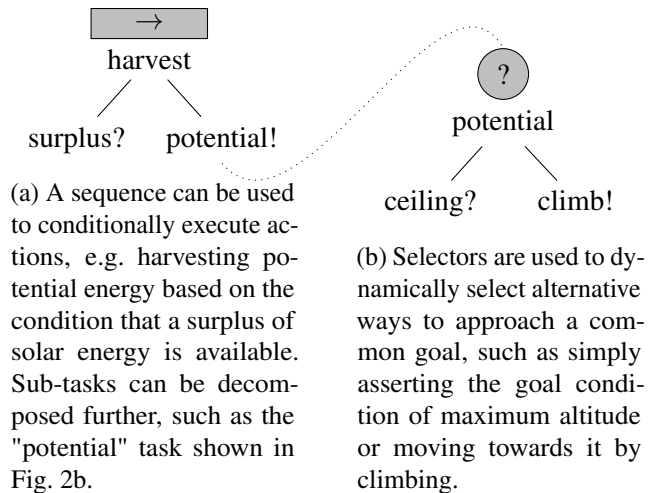 →
harvest
surplus? potential!
(a) A sequence can be used
to conditionally execute ac-
tions, e.g. harvesting po-
tential energy based on the
condition that a surplus of
solar energy is available.
Sub-tasks can be decom-
posed further, such as the
"potential" task shown in
Fig. 2b.
?
potential
ceiling? climb!
(b) Selectors are used to dy-
namically select alternative
ways to approach a com-
mon goal, such as simply
asserting the goal condi-
tion of maximum altitude
or moving towards it by
climbing.